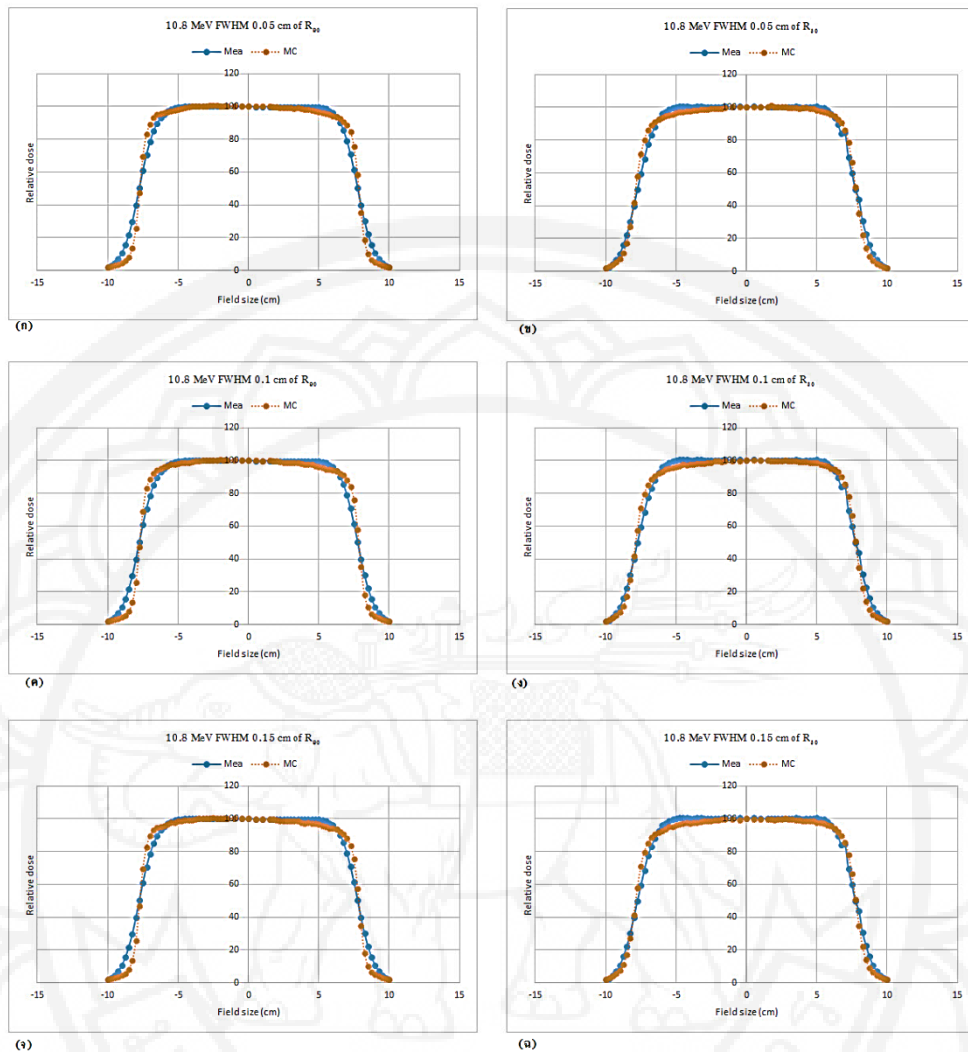 10.8 MeV FWHM 0.05 cm of R₉₀
Mea MC
120
100
80
60
40
20
0
-15 -10 -5 0 5 10 15
Relative dose
Field size (cm)
(ก)
10.8 MeV FWHM 0.05 cm of R₉₀
Mea MC
120
100
80
60
40
20
0
-15 -10 -5 0 5 10 15
Relative dose
Field size (cm)
(ข)
10.8 MeV FWHM 0.1 cm of R₉₀
Mea MC
120
100
80
60
40
20
0
-15 -10 -5 0 5 10 15
Relative dose
Field size (cm)
(ค)
10.8 MeV FWHM 0.1 cm of R₉₀
Mea MC
120
100
80
60
40
20
0
-15 -10 -5 0 5 10 15
Relative dose
Field size (cm)
(ง)
10.8 MeV FWHM 0.15 cm of R₉₀
Mea MC
120
100
80
60
40
20
0
-15 -10 -5 0 5 10 15
Relative dose
Field size (cm)
(จ)
10.8 MeV FWHM 0.15 cm of R₉₀
Mea MC
120
100
80
60
40
20
0
-15 -10 -5 0 5 10 15
Relative dose
Field size (cm)
(ฉ)